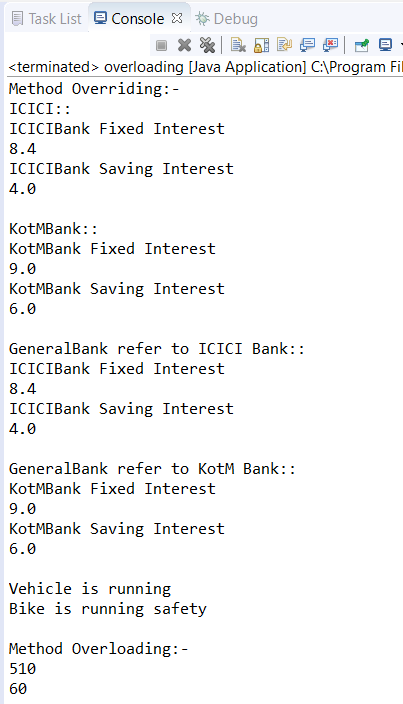 Task List Console Debug
<terminated> overloading [Java Application] C:\Program Fil
Method Overriding:-
ICICI::
ICICIBank Fixed Interest
8.4
ICICIBank Saving Interest
4.0
KotMBank::
KotMBank Fixed Interest
9.0
KotMBank Saving Interest
6.0
GeneralBank refer to ICICI Bank::
ICICIBank Fixed Interest
8.4
ICICIBank Saving Interest
4.0
GeneralBank refer to KotM Bank::
KotMBank Fixed Interest
9.0
KotMBank Saving Interest
6.0
Vehicle is running
Bike is running safety
Method Overloading:-
510
60